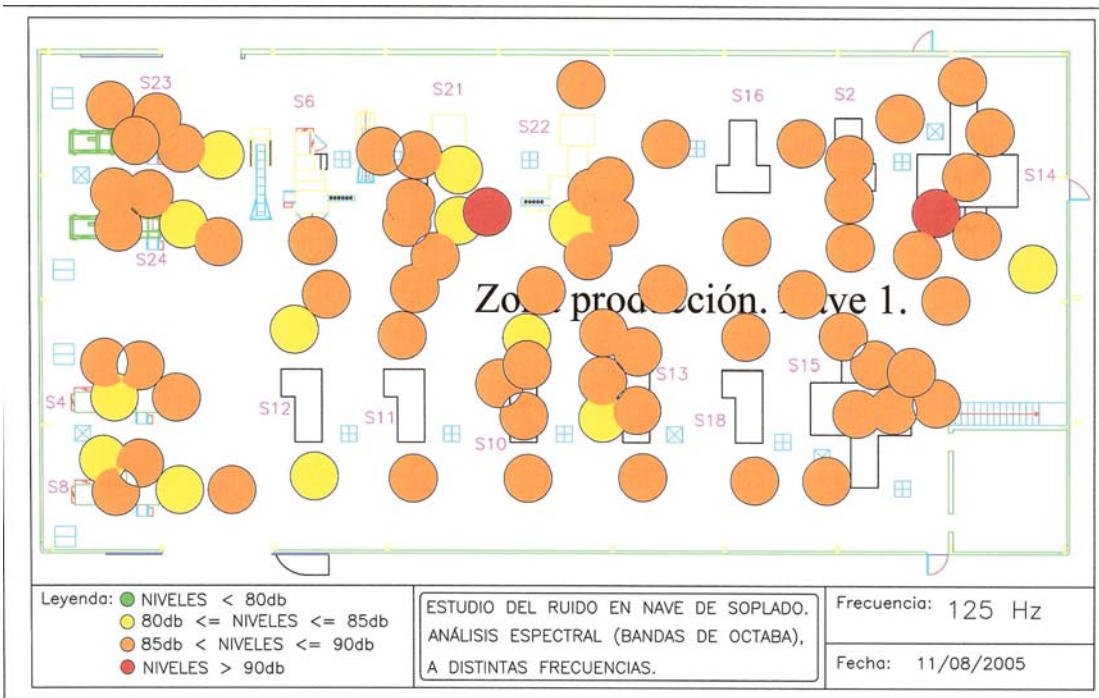 S23
S6
S21
S22
S16
S2
S14
S24
Zona producción. Nave 1.
S4
S12
S11
S10
S13
S18
S15
S8
Leyenda:
NIVELES < 80db
80db <= NIVELES <= 85db
85db < NIVELES <= 90db
NIVELES > 90db
ESTUDIO DEL RUIDO EN NAVE DE SOPLADO.
ANÁLISIS ESPECTRAL (BANDAS DE OCTABA),
A DISTINTAS FRECUENCIAS.
Frecuencia: 125 Hz
Fecha: 11/08/2005